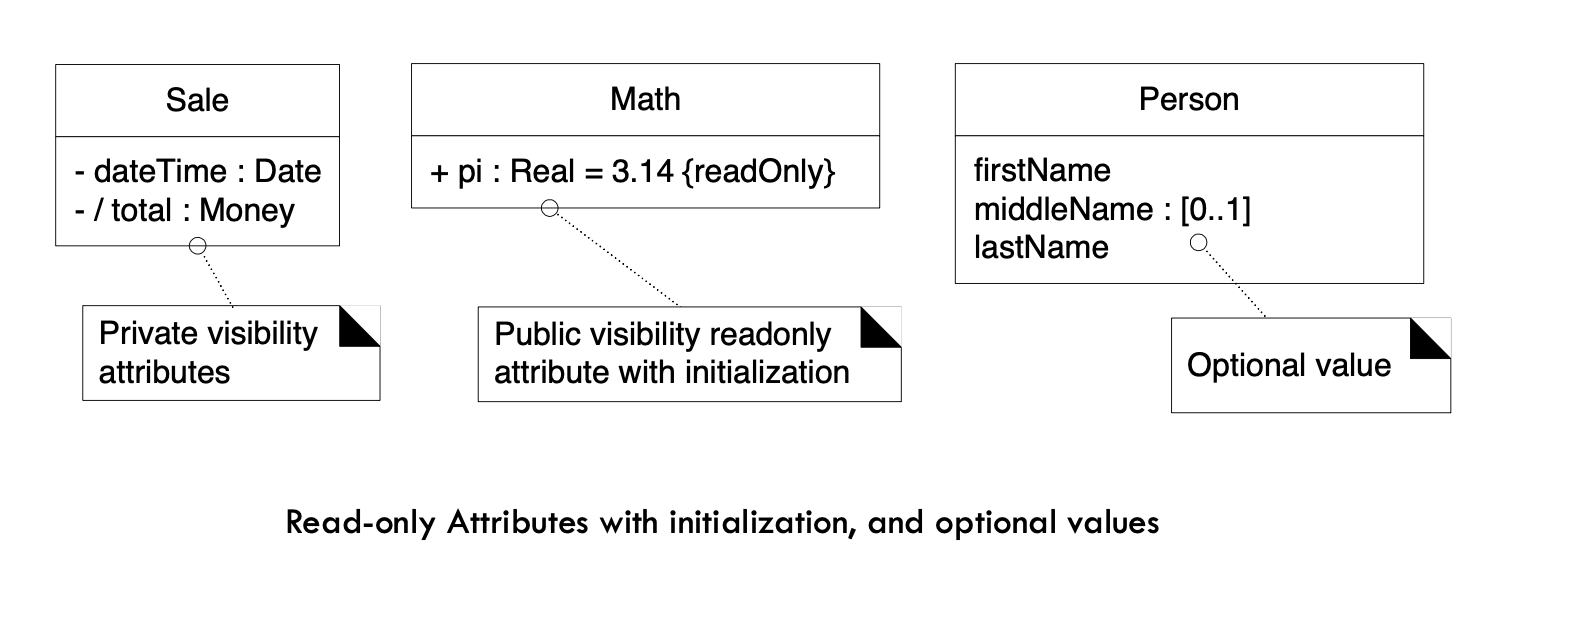 Sale
- dateTime : Date
- / total : Money
Private visibility
attributes
Math
+ pi : Real = 3.14 {readOnly}
Public visibility readonly
attribute with initialization
Person
firstName
middleName : [0..1]
lastName
Optional value
Read-only Attributes with initialization, and optional values